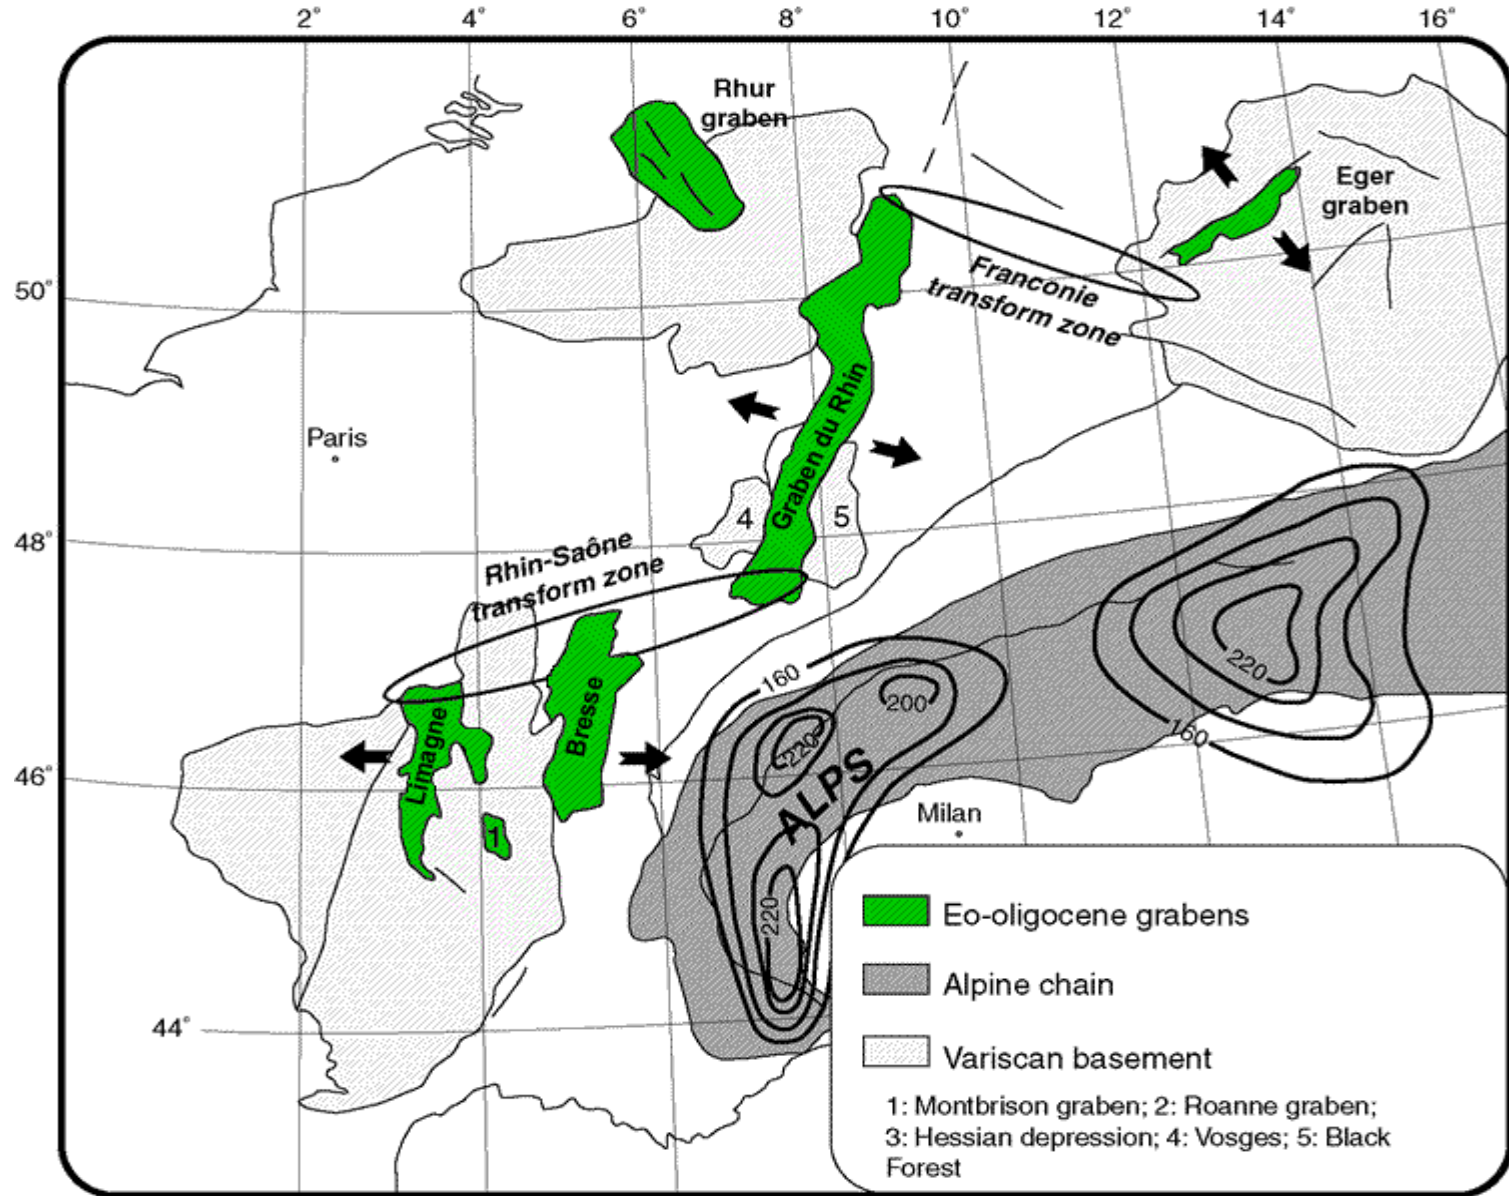 2° 4° 6° 8° 10° 12° 14° 16°
Rhur
graben
Eger
graben
50°
Franconie
transform zone
Graben du Rhin
Paris
4
5
48°
Rhin-Saône
transform zone
160
200
220
220
160
Limagne
Bresse
46°
ALPS
Milan
1
220
44°
Eo-oligocene grabens
Alpine chain
Variscan basement
1: Montbrison graben; 2: Roanne graben;
3: Hessian depression; 4: Vosges; 5: Black
Forest